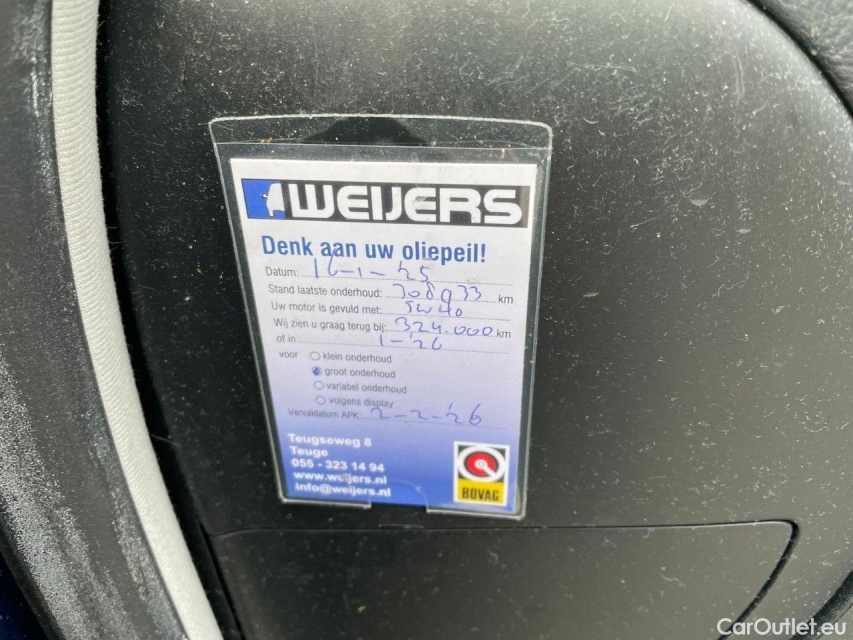 WEIJERS
Denk aan uw oliepeil!
Datum: 16-1-'25
Stand laatste onderhoud: 308933 km
Uw motor is gevuld met: 5W40
Wij zien u graag terug bij: 324.000 km
of in 1-'26
voor klein onderhoud
groot onderhoud
variabel onderhoud
volgens display
Vervaldatum APK: 2-2-'26
Teugseweg 8
Teuge
055 - 323 14 94
www.weijers.nl
info@weijers.nl
BOVAG
CarOutlet.eu